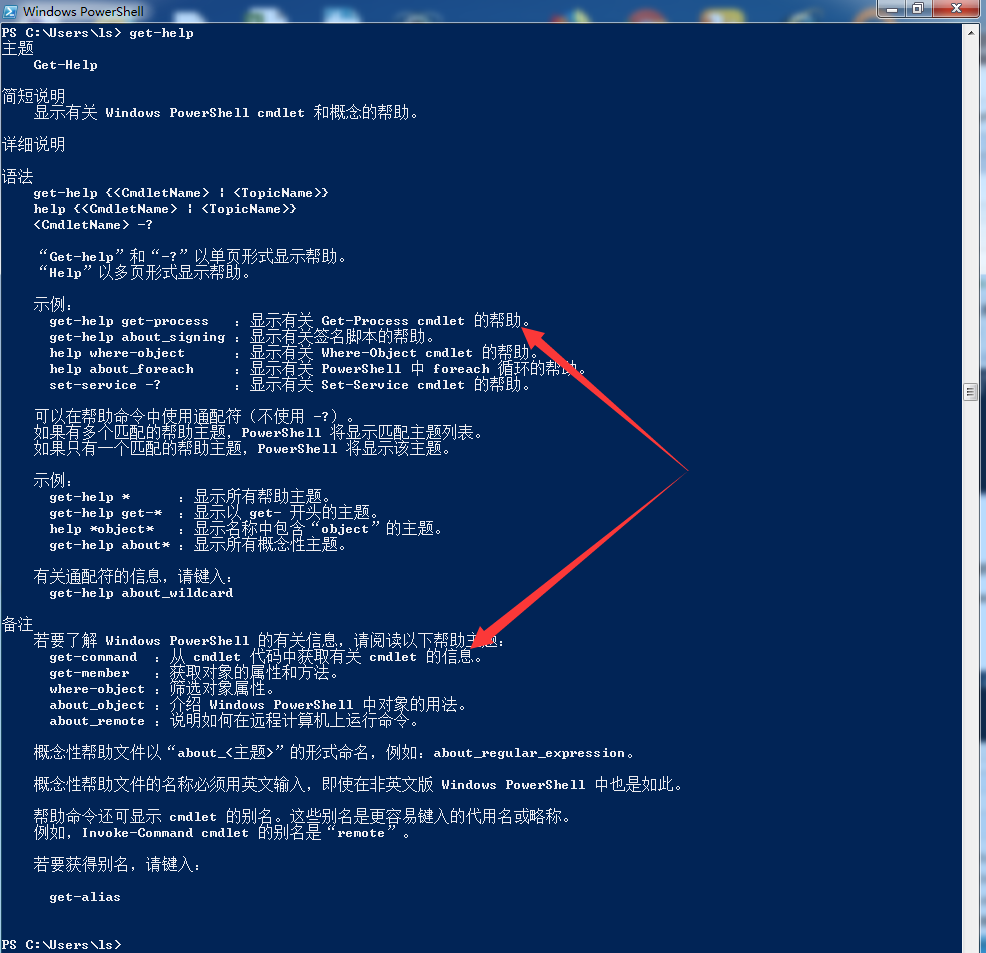 Windows PowerShell
PS C:\Users\ls> get-help
主题
Get-Help
简短说明
显示有关 Windows PowerShell cmdlet 和概念的帮助。
详细说明
语法
get-help {<CmdletName> | <TopicName>}
help {<CmdletName> | <TopicName>}
<CmdletName> -?
“Get-help”和“-?”以单页形式显示帮助。
“Help”以多页形式显示帮助。
示例:
get-help get-process : 显示有关 Get-Process cmdlet 的帮助。
get-help about_signing : 显示有关签名脚本的帮助。
help where-object : 显示有关 Where-Object cmdlet 的帮助。
help about_foreach : 显示有关 PowerShell 中 foreach 循环的帮助。
set-service -? : 显示有关 Set-Service cmdlet 的帮助。
可以在帮助命令中使用通配符(不使用 -?)。
如果有多个匹配的帮助主题，PowerShell 将显示匹配主题列表。
如果只有一个匹配的帮助主题，PowerShell 将显示该主题。
示例:
get-help * : 显示所有帮助主题。
get-help get-* : 显示以 get- 开头的主题。
help *object* : 显示名称中包含“object”的主题。
get-help about* : 显示所有概念性主题。
有关通配符的信息，请键入:
get-help about_wildcard
备注
若要了解 Windows PowerShell 的有关信息，请阅读以下帮助主题:
get-command : 从 cmdlet 代码中获取有关 cmdlet 的信息。
get-member : 获取对象的属性和方法。
where-object : 筛选对象属性。
about_object : 介绍 Windows PowerShell 中对象的用法。
about_remote : 说明如何在远程计算机上运行命令。
概念性帮助文件以“about_<主题>”的形式命名，例如: about_regular_expression。
概念性帮助文件的名称必须用英文输入，即使在非英文版 Windows PowerShell 中也是如此。
帮助命令还可显示 cmdlet 的别名。这些别名是更容易键入的代用名或略称。
例如，Invoke-Command cmdlet 的别名是“remote”。
若要获得别名，请键入:
get-alias
PS C:\Users\ls>